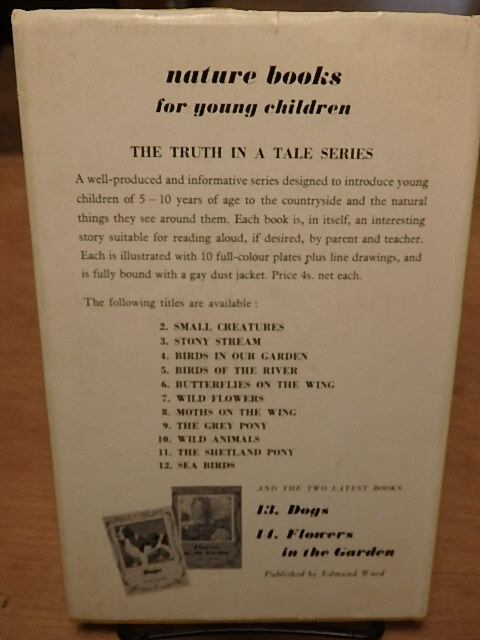 nature books
for young children
THE TRUTH IN A TALE SERIES
A well-produced and informative series designed to introduce young
children of 5 – 10 years of age to the countryside and the natural
things they see around them. Each book is, in itself, an interesting
story suitable for reading aloud, if desired, by parent and teacher.
Each is illustrated with 10 full-colour plates plus line drawings, and
is fully bound with a gay dust jacket. Price 4s. net each.
The following titles are available :
2. SMALL CREATURES
3. STONY STREAM
4. BIRDS IN OUR GARDEN
5. BIRDS OF THE RIVER
6. BUTTERFLIES ON THE WING
7. WILD FLOWERS
8. MOTHS ON THE WING
9. THE GREY PONY
10. WILD ANIMALS
11. THE SHETLAND PONY
12. SEA BIRDS
AND THE TWO LATEST BOOKS
13. Dogs
14. Flowers
in the Garden
Published by Edmund Ward